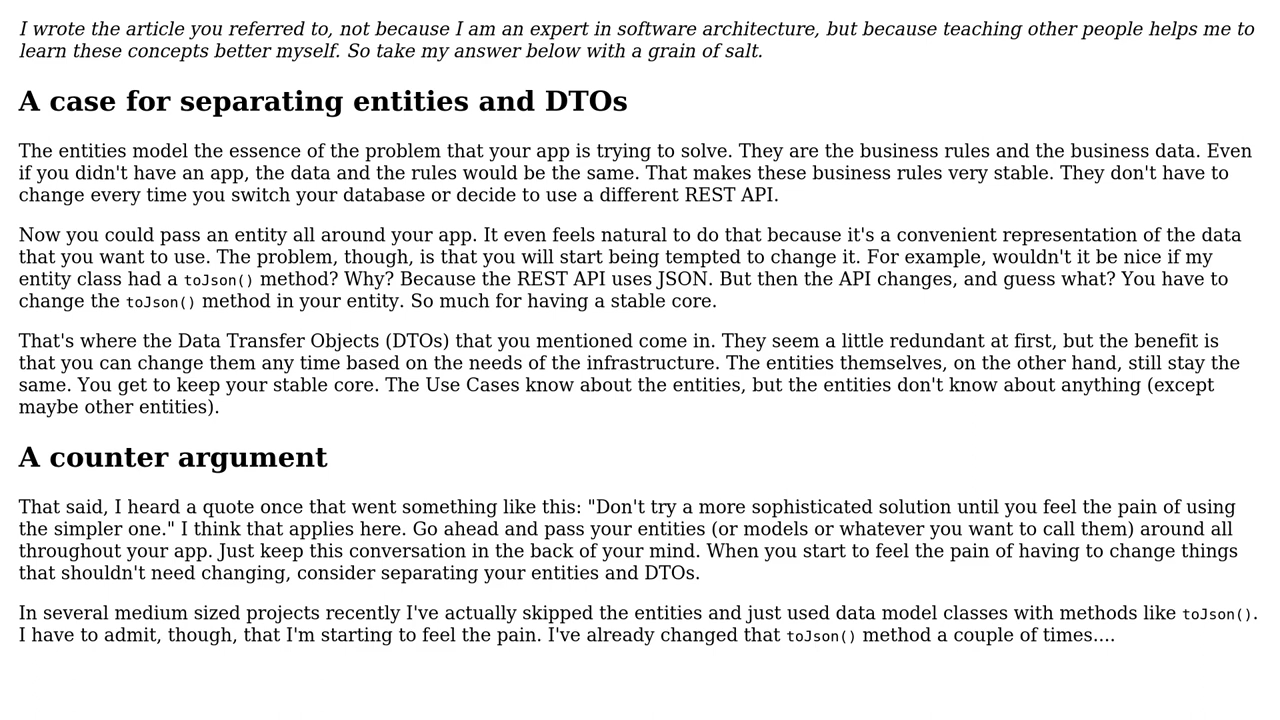 I wrote the article you referred to, not because I am an expert in software architecture, but because teaching other people helps me to
learn these concepts better myself. So take my answer below with a grain of salt.
A case for separating entities and DTOs
The entities model the essence of the problem that your app is trying to solve. They are the business rules and the business data. Even
if you didn't have an app, the data and the rules would be the same. That makes these business rules very stable. They don't have to
change every time you switch your database or decide to use a different REST API.
Now you could pass an entity all around your app. It even feels natural to do that because it's a convenient representation of the data
that you want to use. The problem, though, is that you will start being tempted to change it. For example, wouldn't it be nice if my
entity class had a toJson() method? Why? Because the REST API uses JSON. But then the API changes, and guess what? You have to
change the toJson() method in your entity. So much for having a stable core.
That's where the Data Transfer Objects (DTOs) that you mentioned come in. They seem a little redundant at first, but the benefit is
that you can change them any time based on the needs of the infrastructure. The entities themselves, on the other hand, still stay the
same. You get to keep your stable core. The Use Cases know about the entities, but the entities don't know about anything (except
maybe other entities).
A counter argument
That said, I heard a quote once that went something like this: "Don't try a more sophisticated solution until you feel the pain of using
the simpler one." I think that applies here. Go ahead and pass your entities (or models or whatever you want to call them) around all
throughout your app. Just keep this conversation in the back of your mind. When you start to feel the pain of having to change things
that shouldn't need changing, consider separating your entities and DTOs.
In several medium sized projects recently I've actually skipped the entities and just used data model classes with methods like toJson().
I have to admit, though, that I'm starting to feel the pain. I've already changed that toJson() method a couple of times....